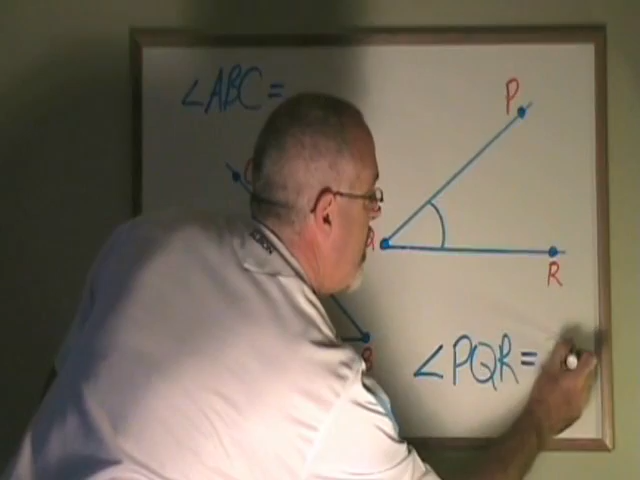 ∠ABC =
P
R
∠PQR =